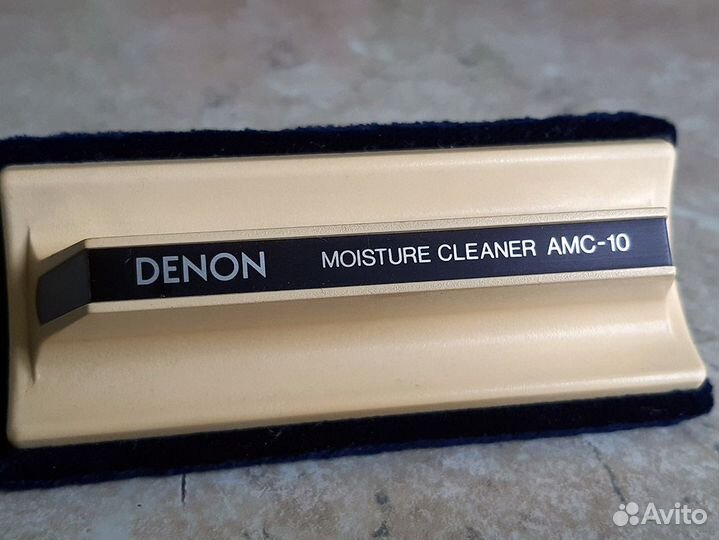 DENON MOISTURE CLEANER AMC-10
Avito